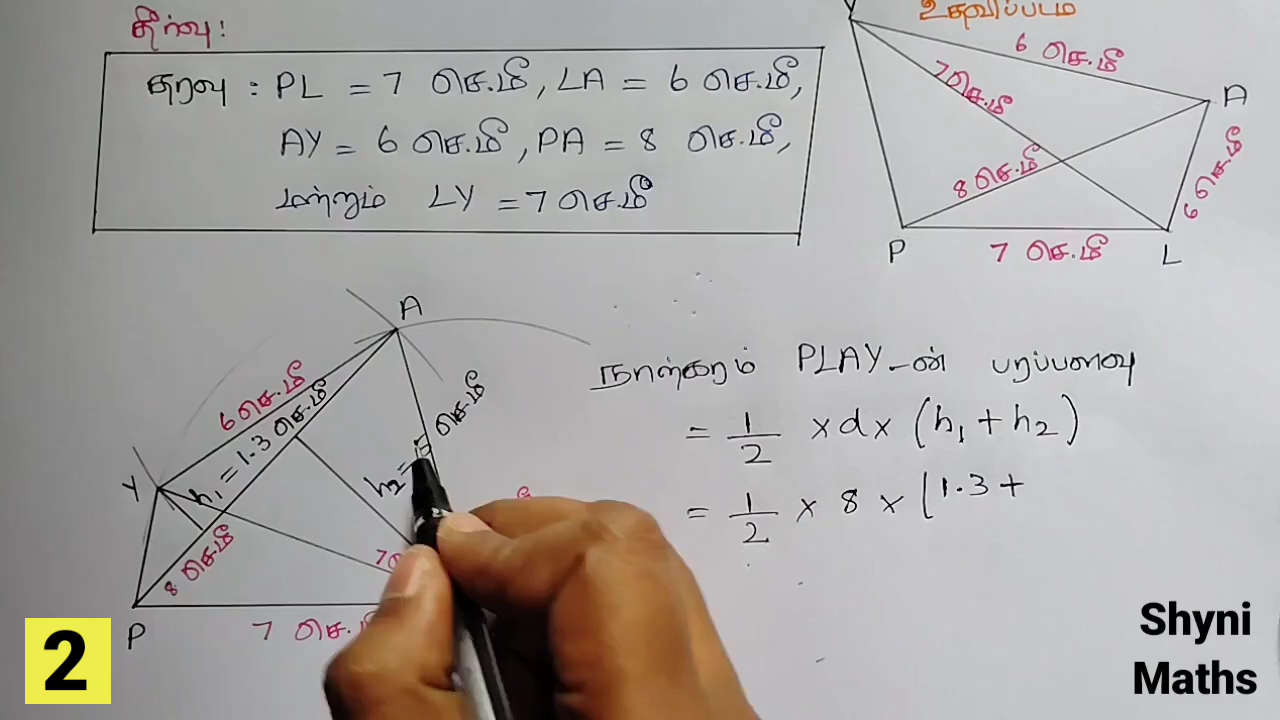 தீர்வு:
உதவிப்படம்
தரவு : PL = 7 செ.மீ, LA = 6 செ.மீ,
AY = 6 செ.மீ, PA = 8 செ.மீ,
மற்றும் LY = 7 செ.மீ
Y
6 செ.மீ
A
7 செ.மீ
8 செ.மீ
6 செ.மீ
P
7 செ.மீ
L
A
6 செ.மீ
h₁ = 1.3 செ.மீ
Y
h₂ =
செ.மீ
8 செ.மீ
P
7 செ.மீ
நாற்கரம் PLAY-ன் பரப்பளவு
= 1/2 x d x (h₁ + h₂)
= 1/2 x 8 x [1.3 +
2
Shyni
Maths